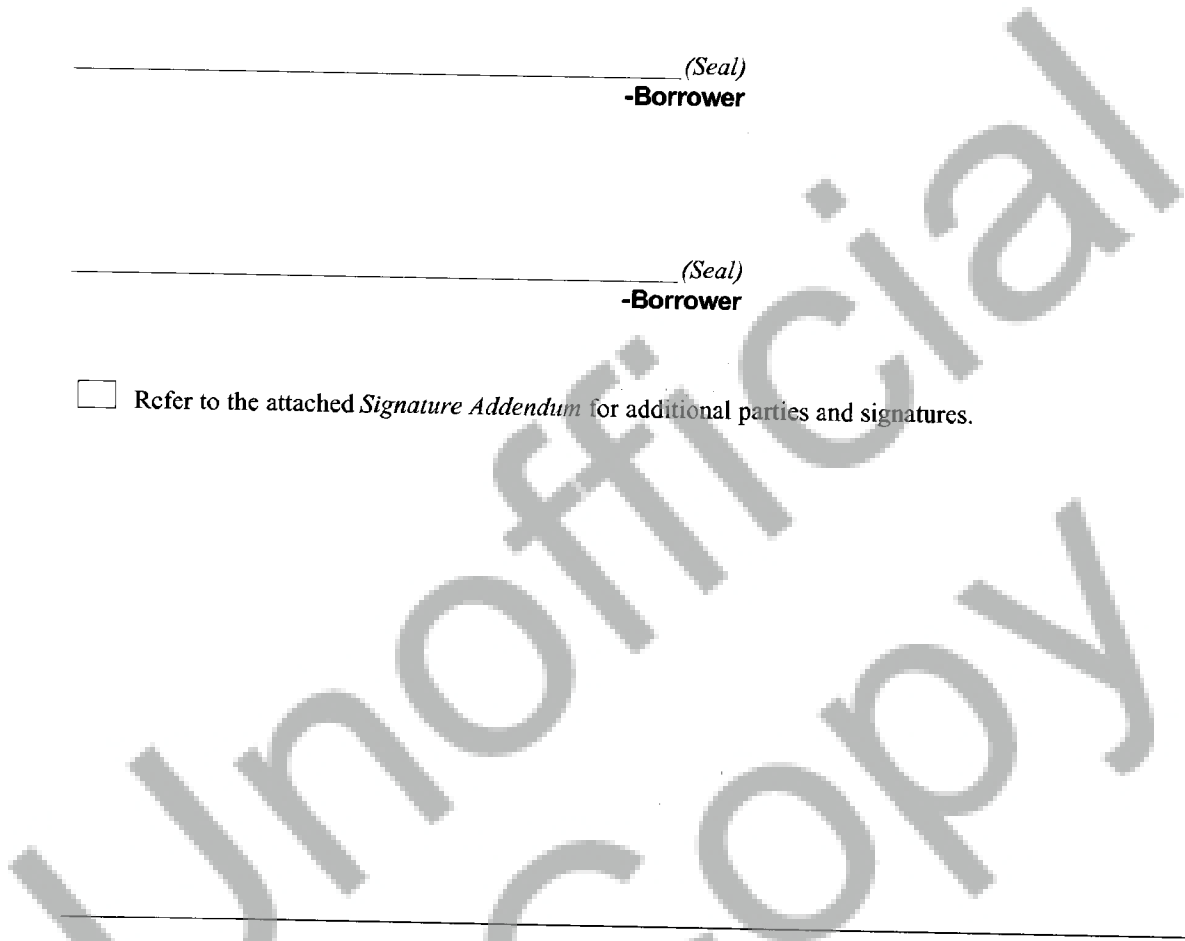 (Seal)
-Borrower
(Seal)
-Borrower
Refer to the attached Signature Addendum for additional parties and signatures.
Unofficial
Copy